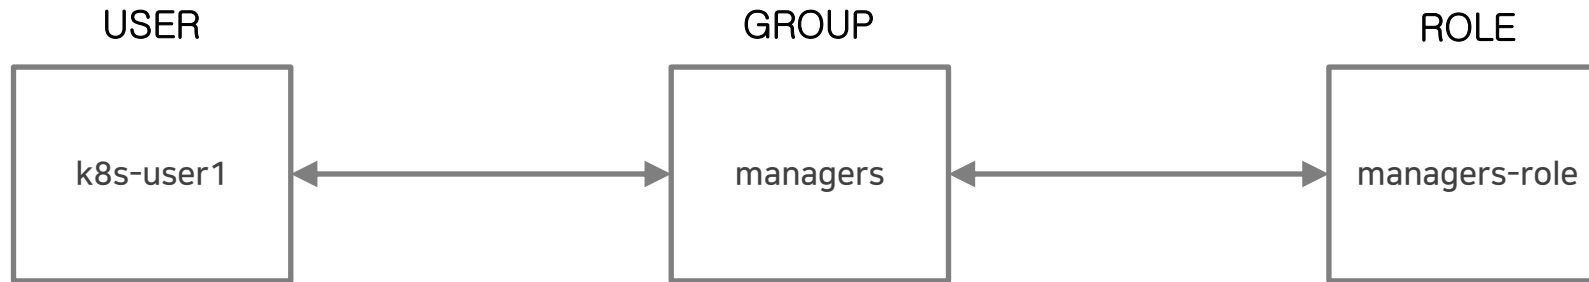 USER
GROUP
ROLE
k8s-user1
managers
managers-role